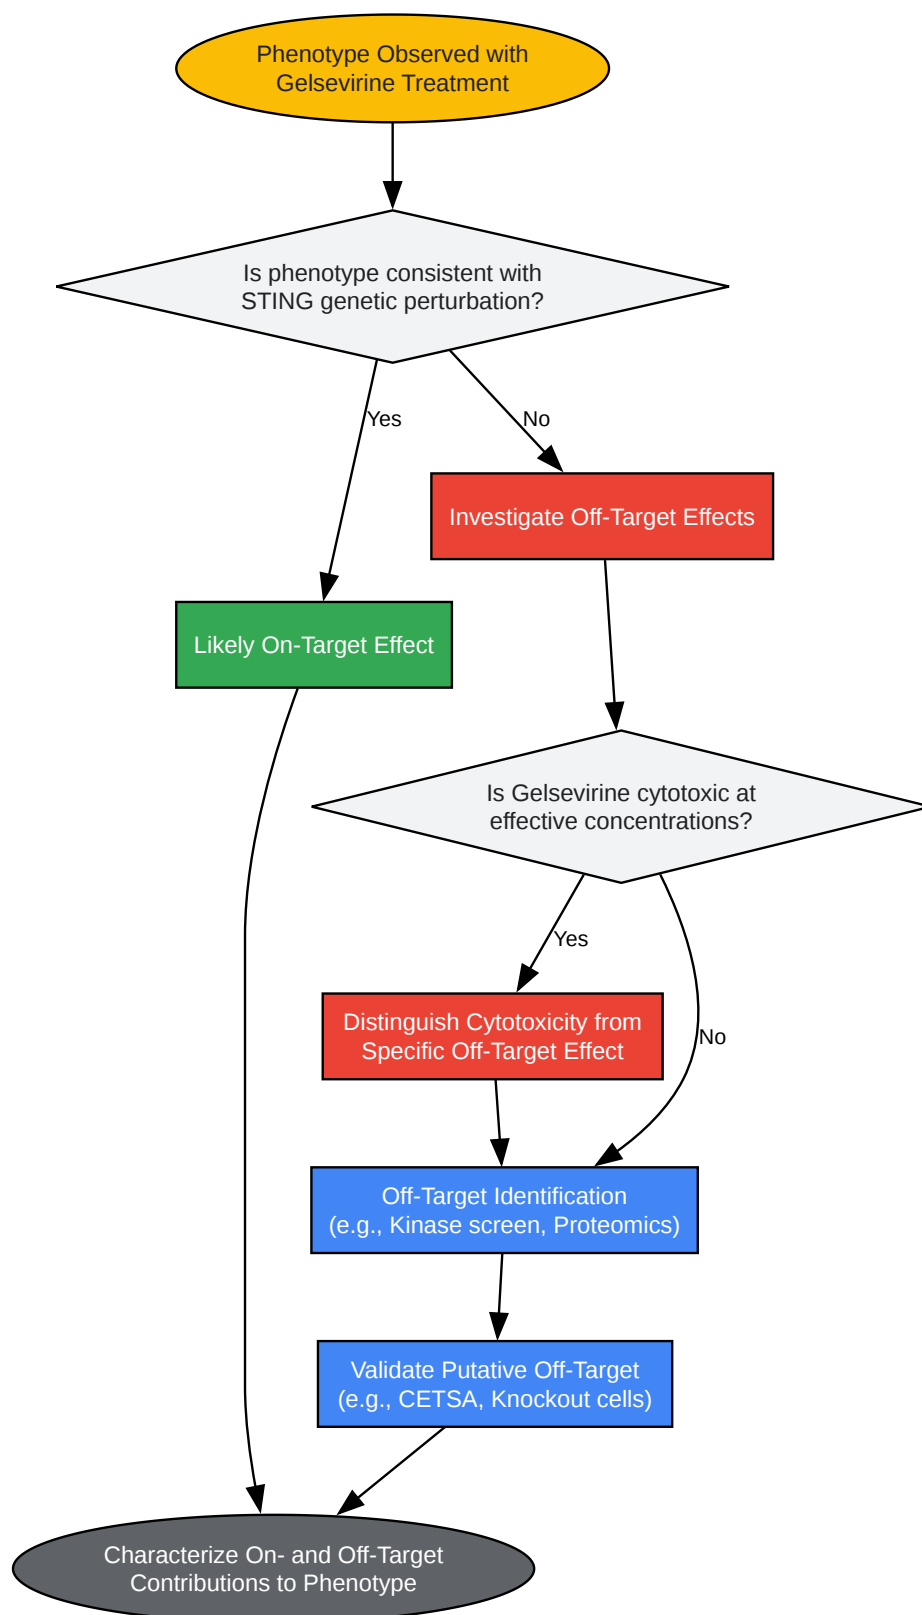 Phenotype Observed with
Gelsevirine Treatment
Is phenotype consistent with
STING genetic perturbation?
Yes
No
Investigate Off-Target Effects
Likely On-Target Effect
Is Gelsevirine cytotoxic at
effective concentrations?
Yes
Distinguish Cytotoxicity from
Specific Off-Target Effect
No
Off-Target Identification
(e.g., Kinase screen, Proteomics)
Validate Putative Off-Target
(e.g., CETSA, Knockout cells)
Characterize On- and Off-Target
Contributions to Phenotype